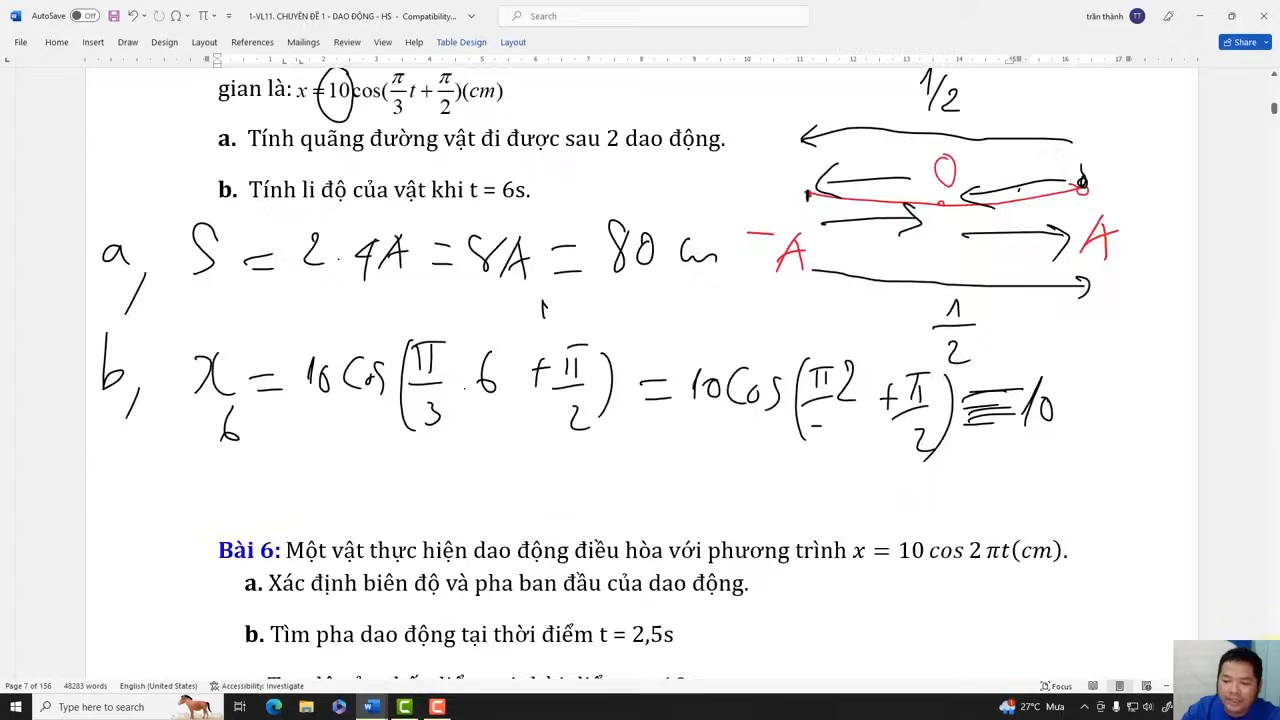 AutoSave Off
1-VL11. CHUYÊN ĐỀ 1 - DAO ĐỘNG - HS - Compatibility...
Search
trần thành TT
File Home Insert Draw Design Layout References Mailings Review View Help Table Design Layout
Share
gian là: x = 10cos(π/3 t + π/2)(cm)
1/2
a. Tính quãng đường vật đi được sau 2 dao động.
O
b. Tính li độ của vật khi t = 6s.
-A A
a, S = 2.4A = 8A = 80 cm
1/2
b, x6 = 10 cos(π/3 . 6 + π/2) = 10 cos(π2 + π/2) = 10
Bài 6: Một vật thực hiện dao động điều hòa với phương trình x = 10 cos 2 πt(cm).
a. Xác định biên độ và pha ban đầu của dao động.
b. Tìm pha dao động tại thời điểm t = 2,5s
Page 7 of 156 48283 words English (United States) Accessibility: Investigate
Focus
Type here to search
27°C Mưa